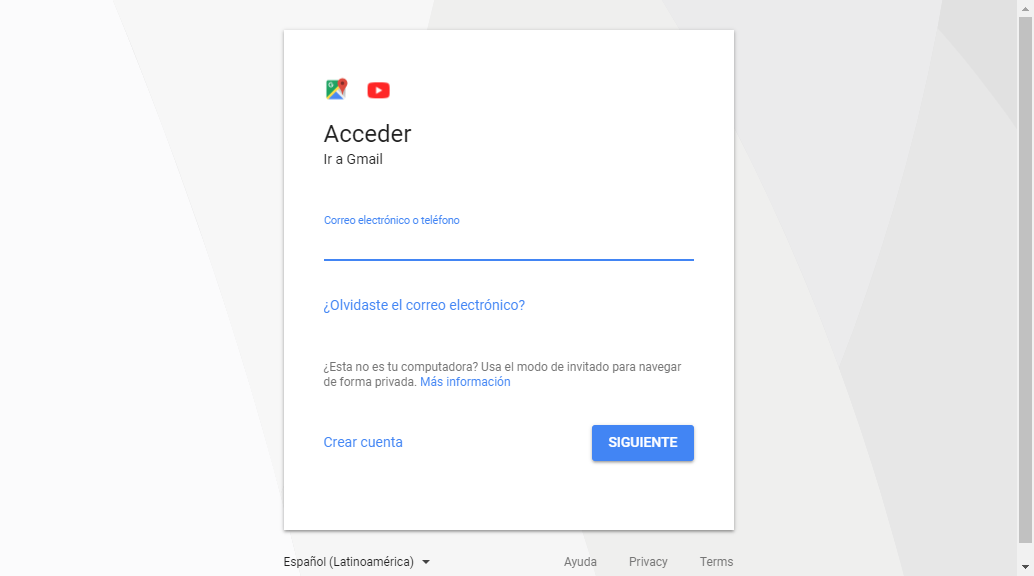 Acceder
Ir a Gmail
Correo electrónico o teléfono
¿Olvidaste el correo electrónico?
¿Esta no es tu computadora? Usa el modo de invitado para navegar
de forma privada. Más información
Crear cuenta
SIGUIENTE
Español (Latinoamérica)
Ayuda
Privacy
Terms